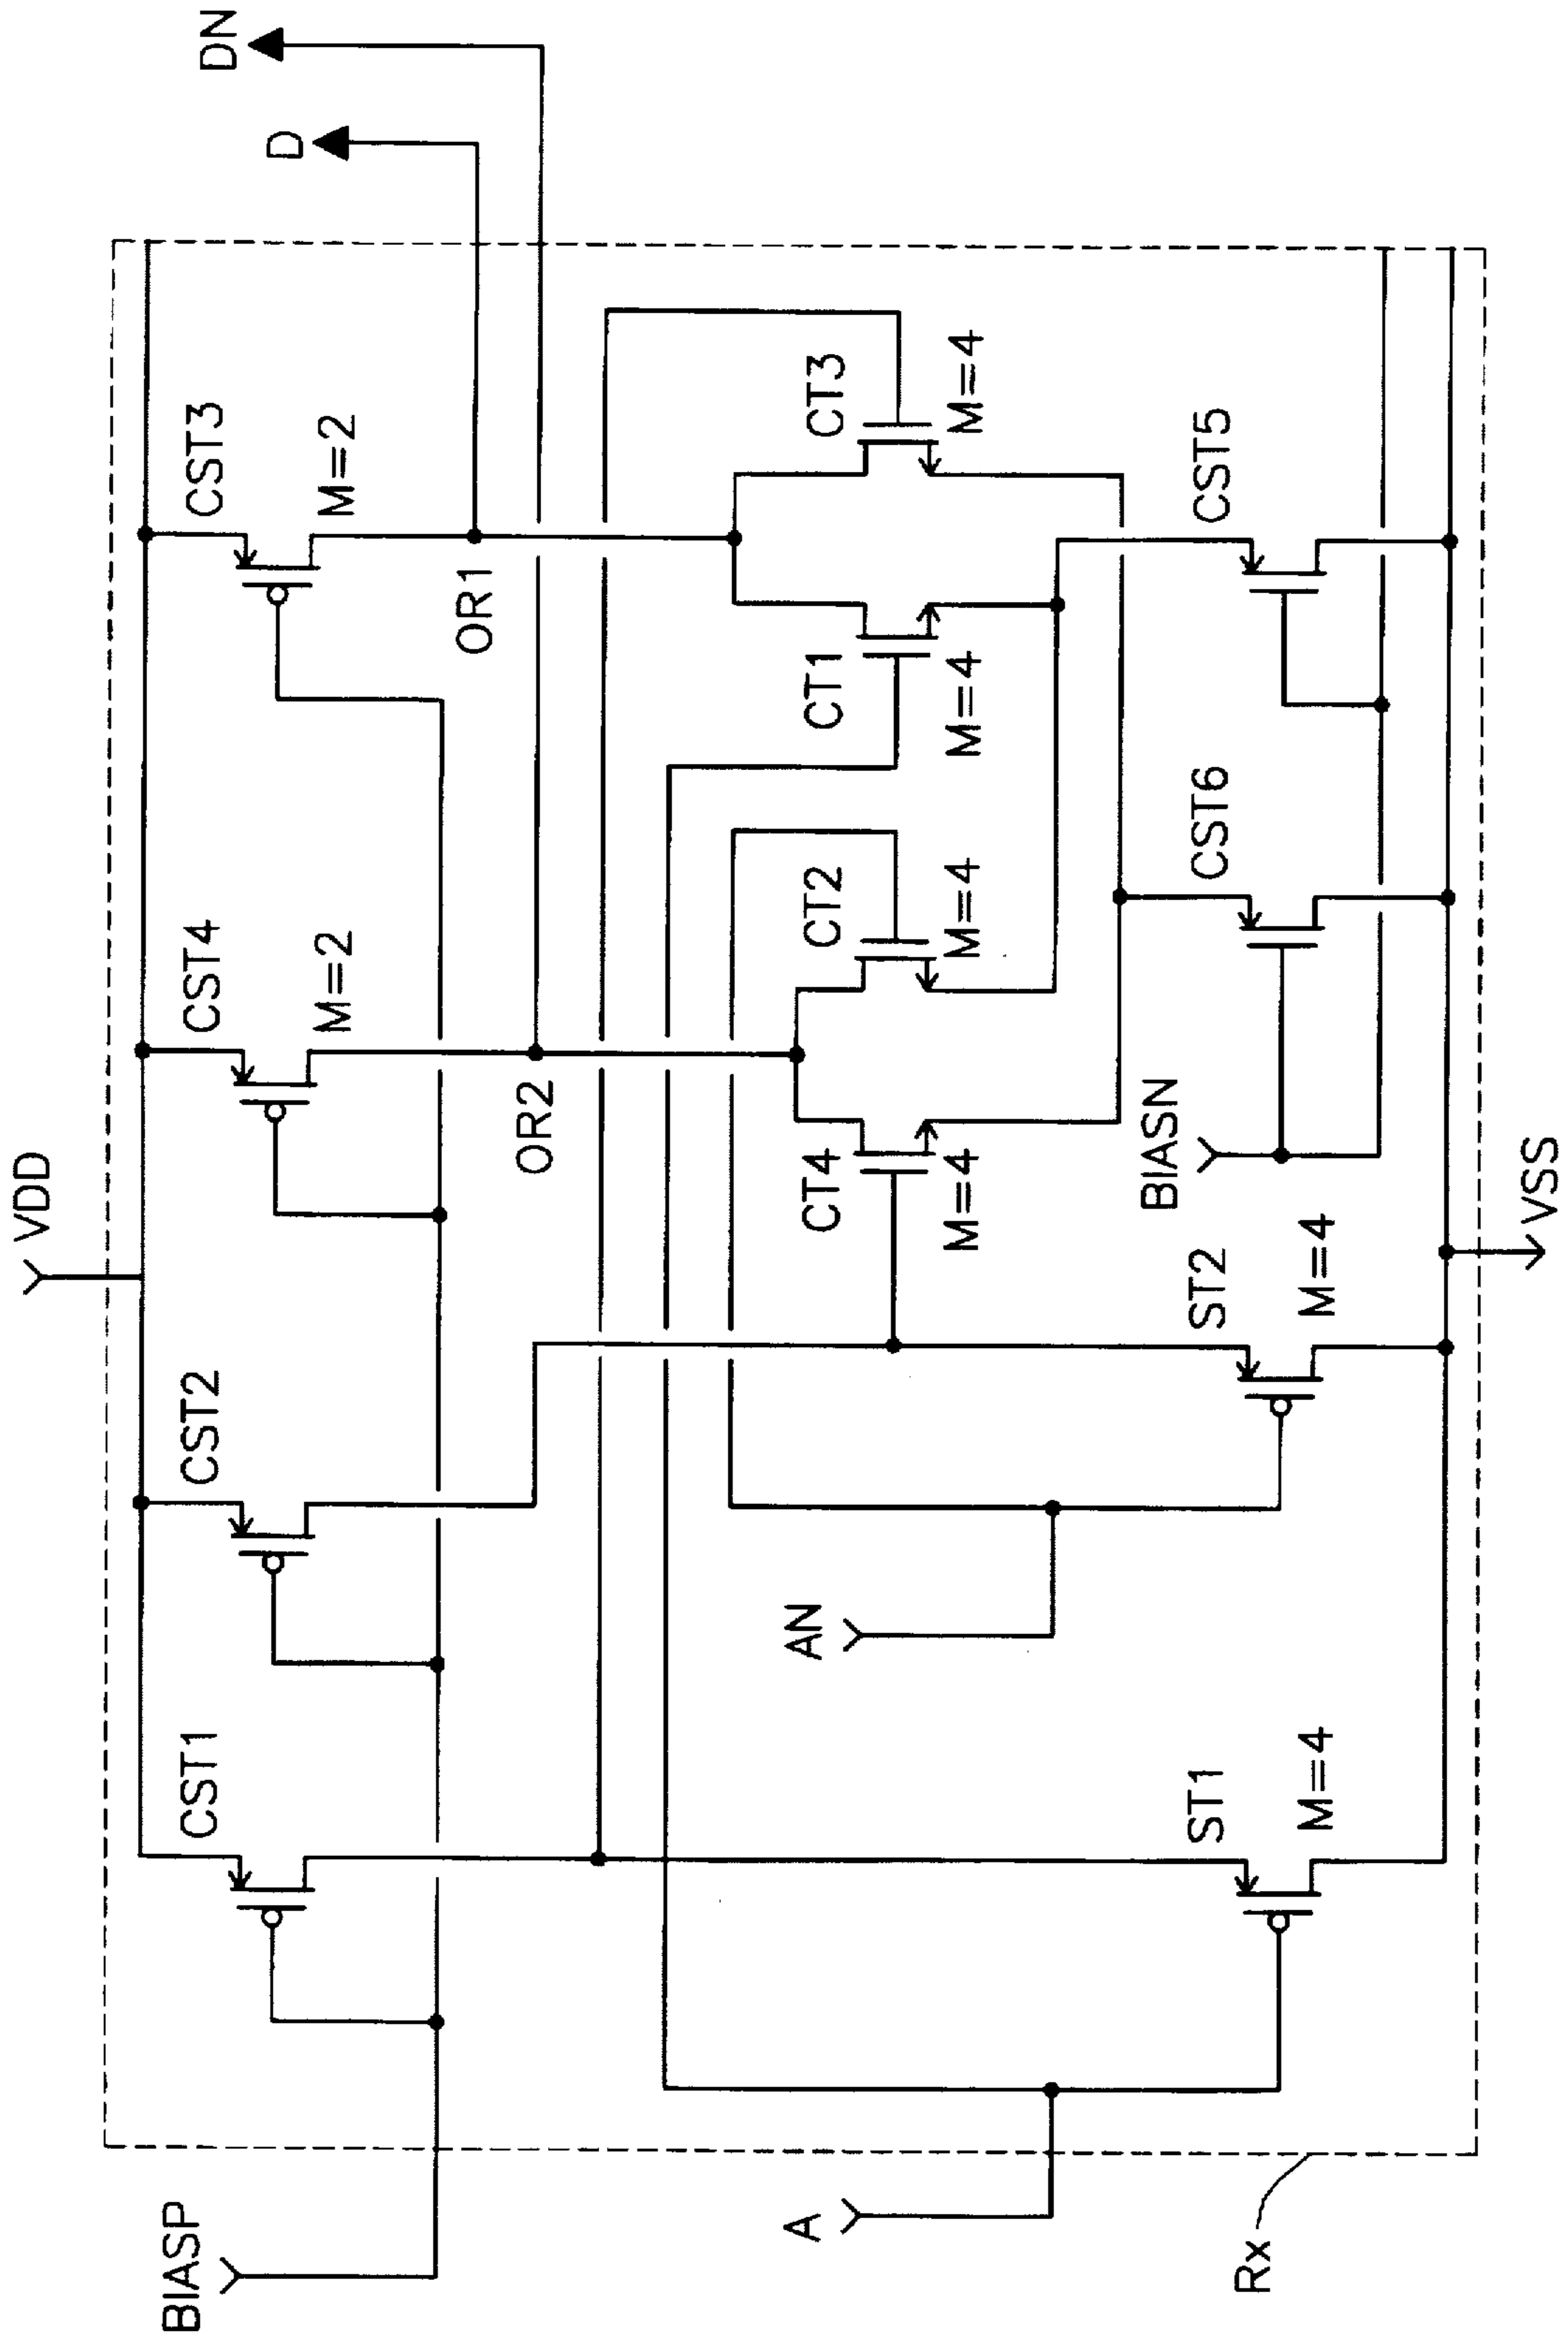 VDD
CST1
CST2
CST4
M=2
CST3
M=2
DN
D
BIASP
OR2
OR1
A
AN
CT4
M=4
CT2
M=4
CT1
M=4
CT3
M=4
ST1
M=4
ST2
M=4
BIASN
CST6
CST5
Rx
VSS